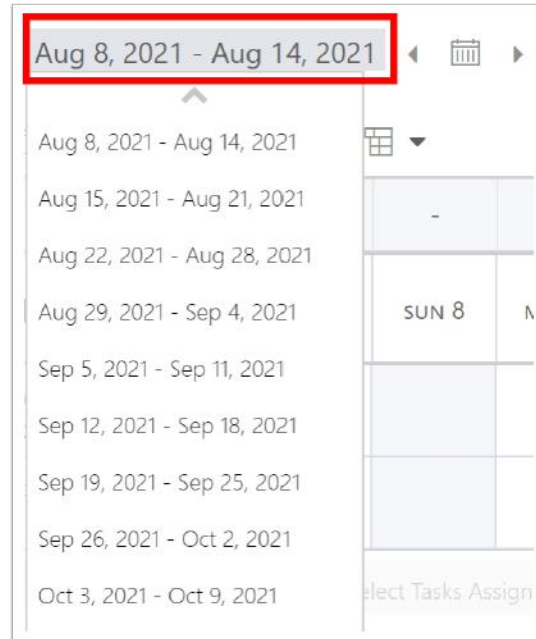 Aug 8, 2021 - Aug 14, 2021
Aug 8, 2021 - Aug 14, 2021
Aug 15, 2021 - Aug 21, 2021
-
Aug 22, 2021 - Aug 28, 2021
Aug 29, 2021 - Sep 4, 2021
SUN 8
Sep 5, 2021 - Sep 11, 2021
Sep 12, 2021 - Sep 18, 2021
Sep 19, 2021 - Sep 25, 2021
Sep 26, 2021 - Oct 2, 2021
Oct 3, 2021 - Oct 9, 2021
Tasks